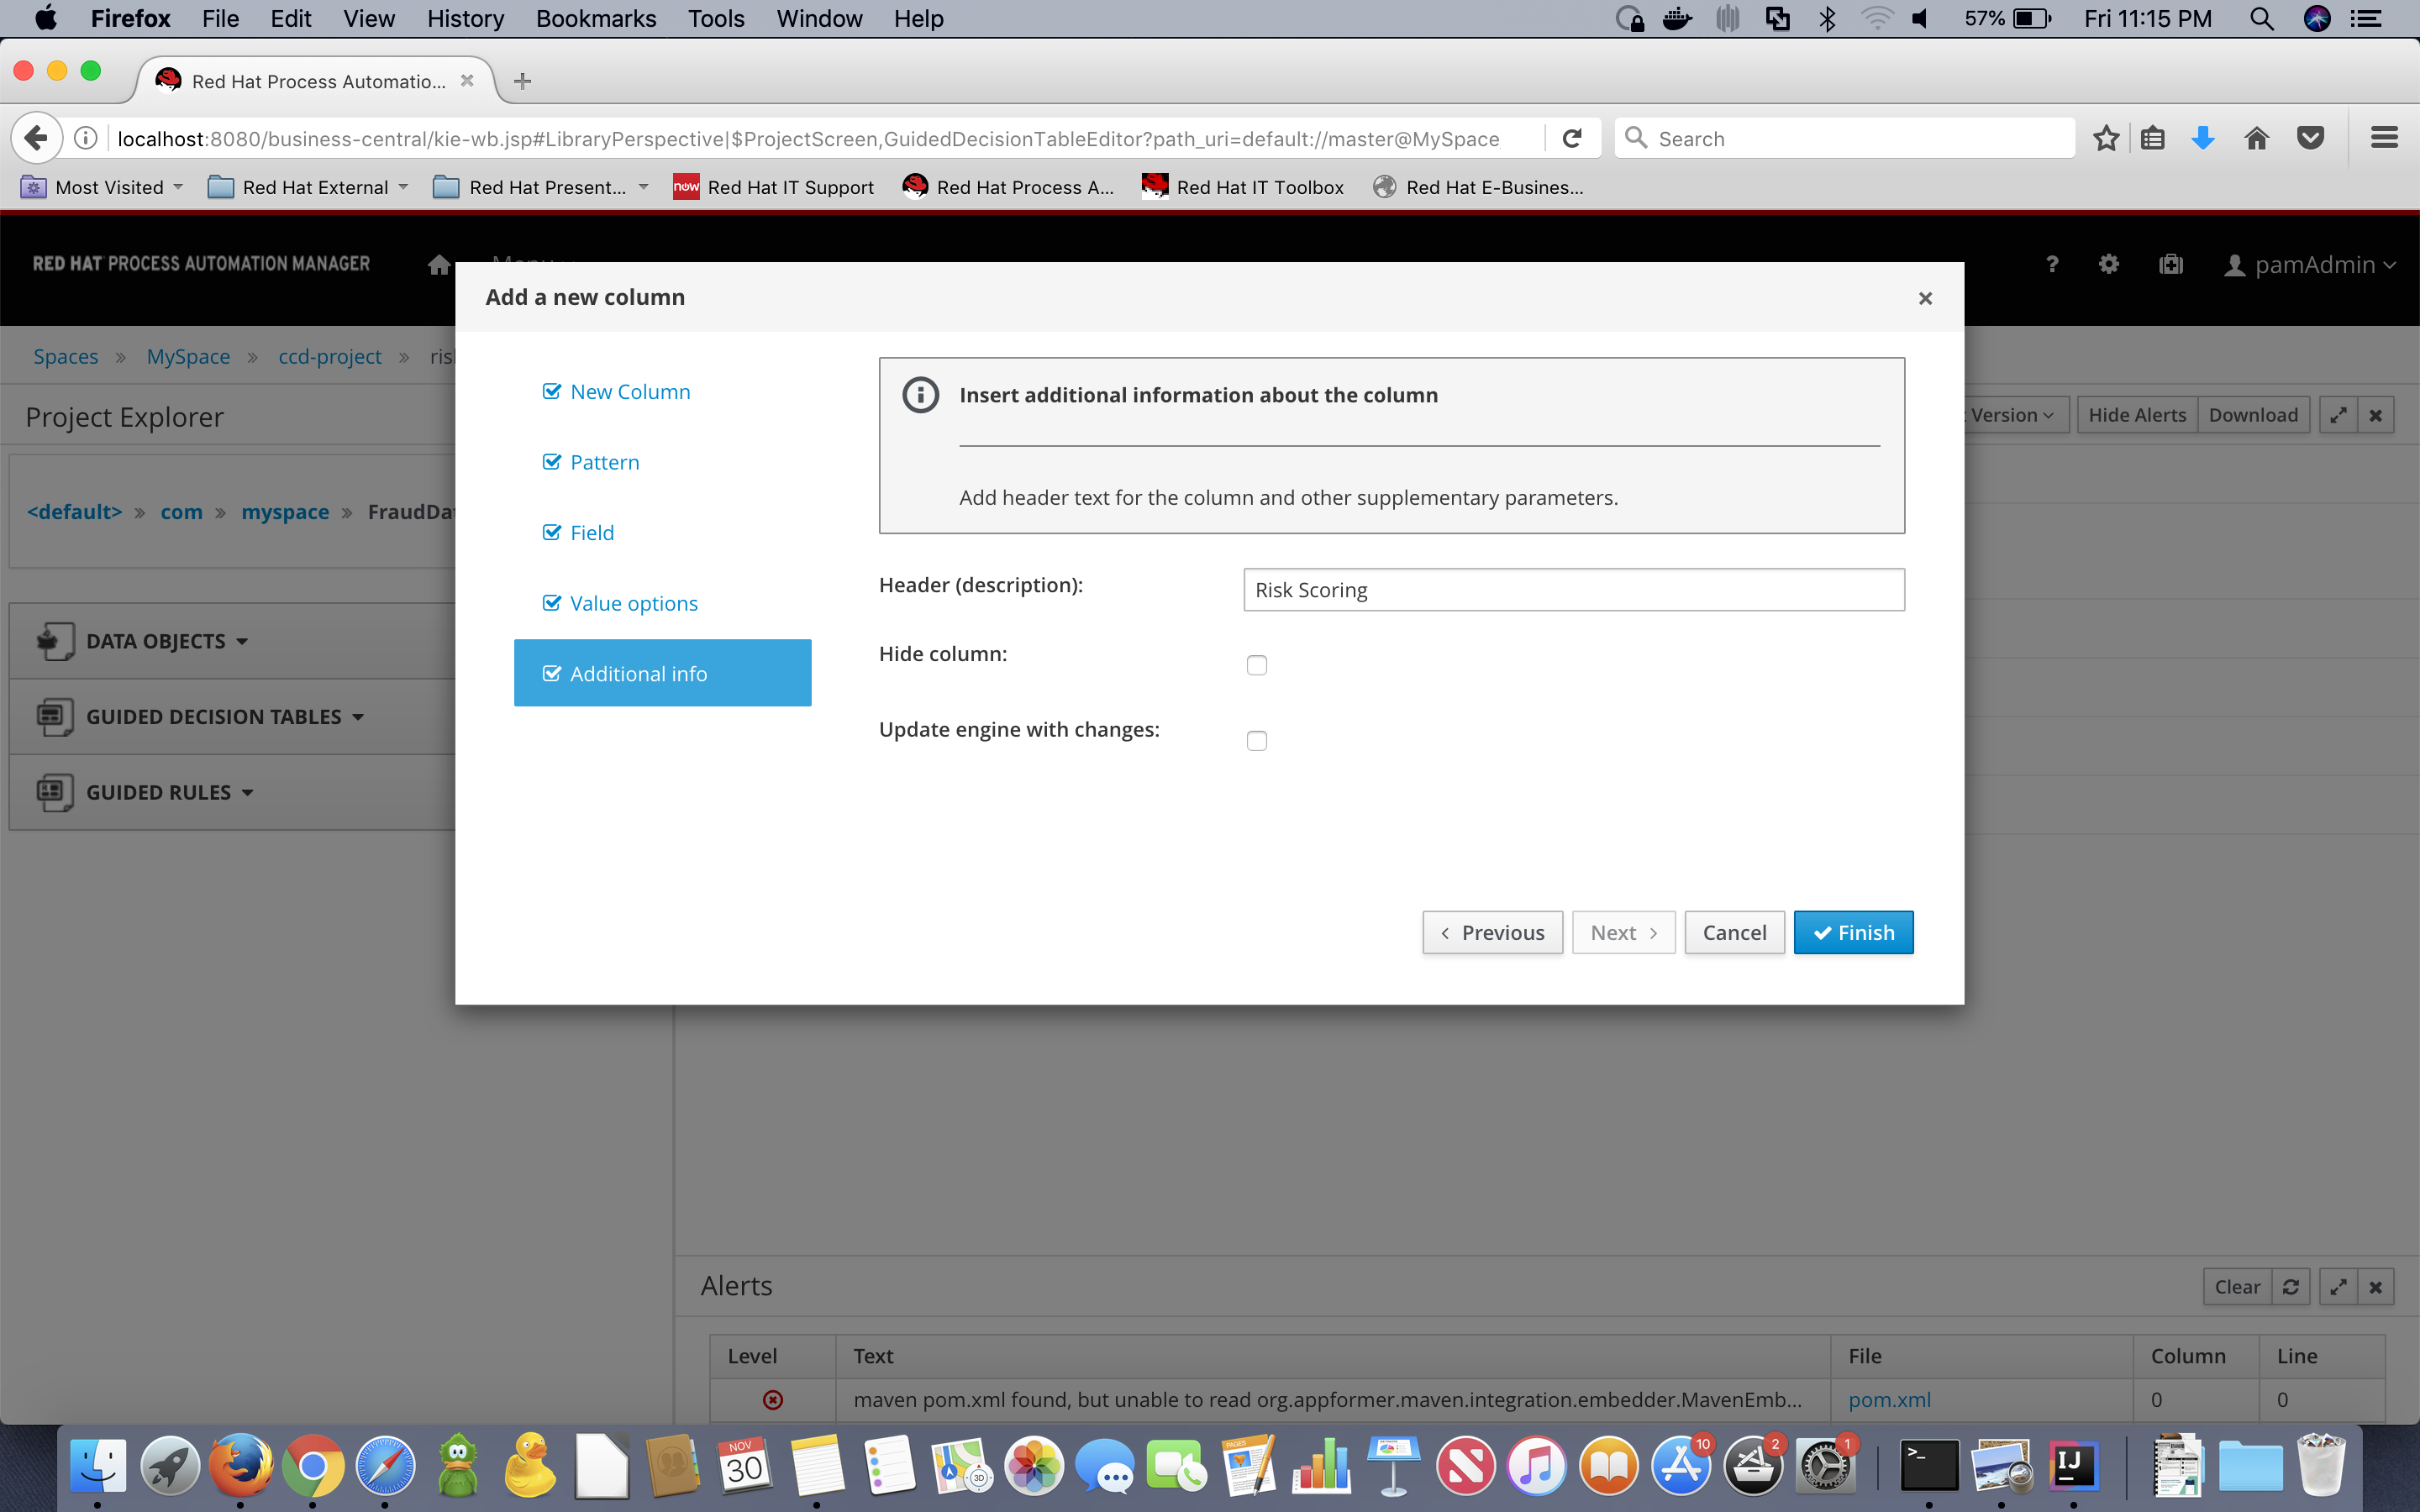 Firefox File Edit View History Bookmarks Tools Window Help 57% Fri 11:15 PM
Red Hat Process Automatio...
localhost:8080/business-central/kie-wb.jsp#LibraryPerspective|$ProjectScreen,GuidedDecisionTableEditor?path_uri=default://master@MySpace Search
Most Visited Red Hat External Red Hat Present... now Red Hat IT Support Red Hat Process A... Red Hat IT Toolbox Red Hat E-Busines...
RED HAT PROCESS AUTOMATION MANAGER Menu ? pamAdmin
Add a new column
Spaces » MySpace » ccd-project »
Project Explorer
Version Hide Alerts Download
New Column
Pattern
Field
Value options
Additional info
Insert additional information about the column
Add header text for the column and other supplementary parameters.
<default> » com » myspace » FraudDa
DATA OBJECTS
GUIDED DECISION TABLES
GUIDED RULES
Header (description): Risk Scoring
Hide column:
Update engine with changes:
Previous Next Cancel Finish
Alerts
Clear
Level Text File Column Line
maven pom.xml found, but unable to read org.appformer.maven.integration.embedder.MavenEmb... pom.xml 0 0
NOV
30
3D
PAGES
10
2
1
>_
IJ